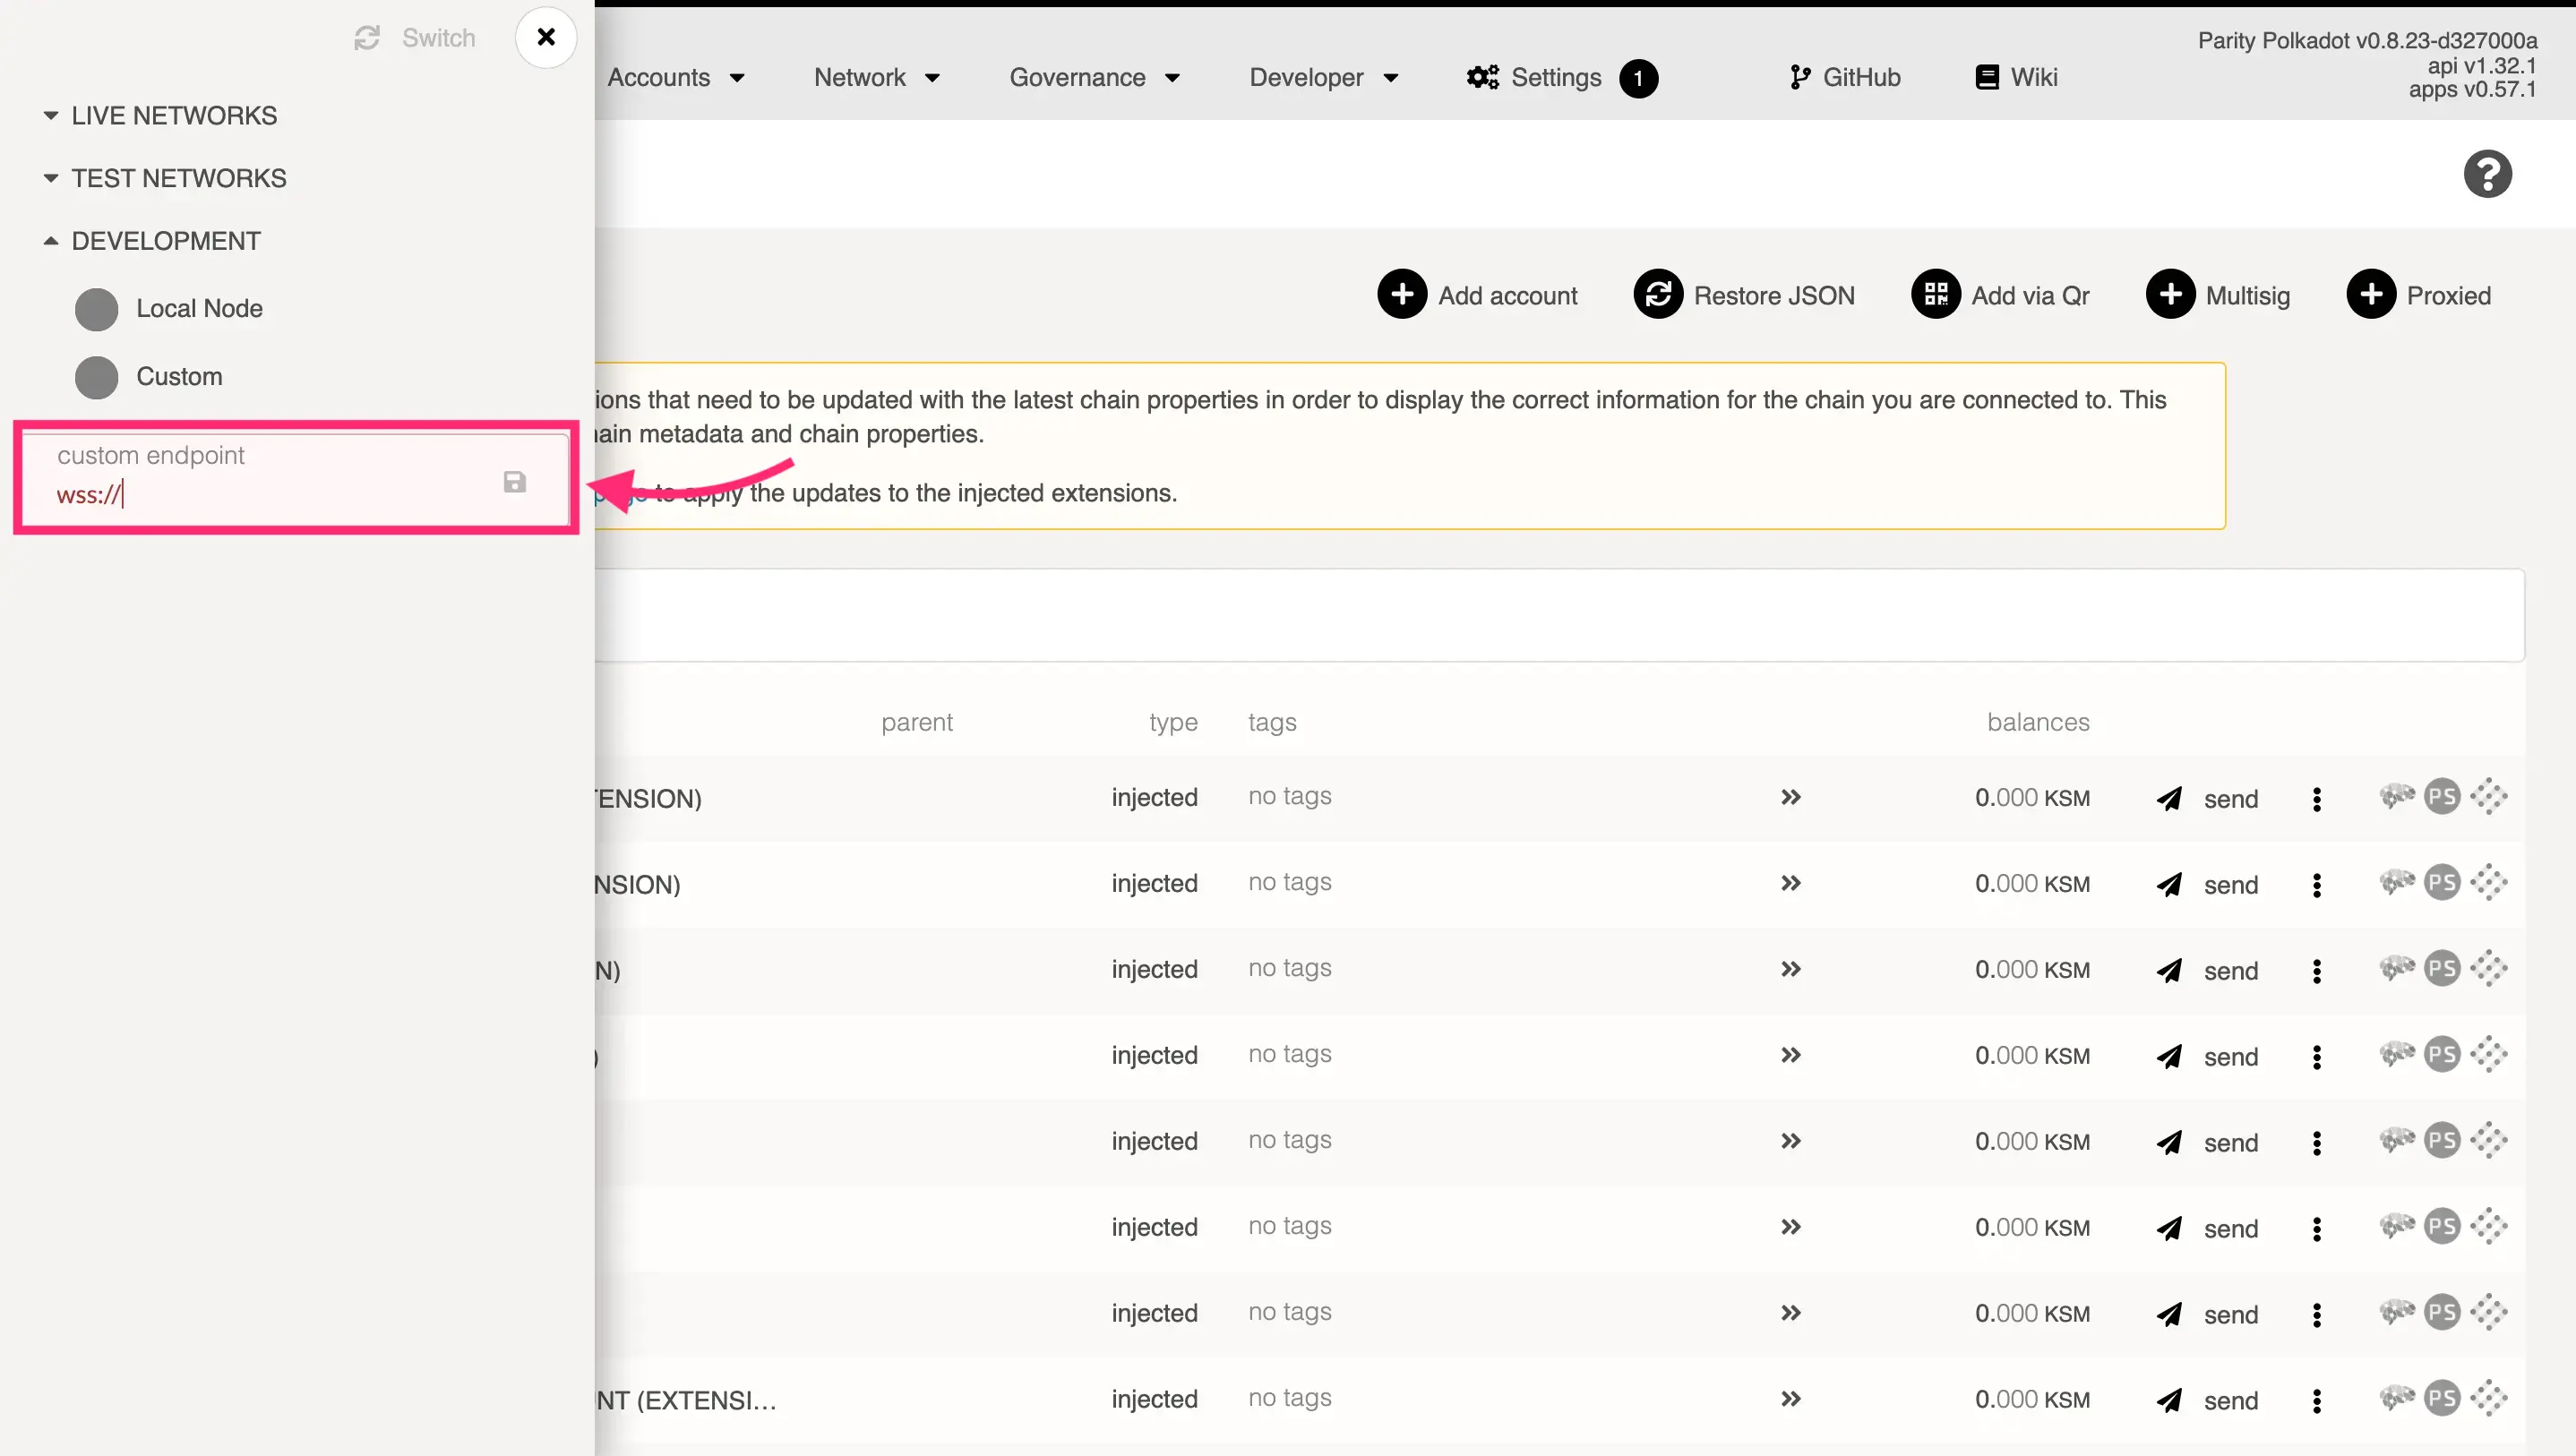 Switch
LIVE NETWORKS
TEST NETWORKS
DEVELOPMENT
Local Node
Custom
custom endpoint
wss://
Accounts
Network
Governance
Developer
Settings 1
GitHub
Wiki
Parity Polkadot v0.8.23-d327000a
api v1.32.1
apps v0.57.1
Add account
Restore JSON
Add via Qr
Multisig
Proxied
ions that need to be updated with the latest chain properties in order to display the correct information for the chain you are connected to. This
ain metadata and chain properties.
to apply the updates to the injected extensions.
parent type tags balances
TENSION) injected no tags 0.000 KSM send PS
NSION) injected no tags 0.000 KSM send PS
N) injected no tags 0.000 KSM send PS
) injected no tags 0.000 KSM send PS
injected no tags 0.000 KSM send PS
injected no tags 0.000 KSM send PS
injected no tags 0.000 KSM send PS
NT (EXTENSI... injected no tags 0.000 KSM send PS